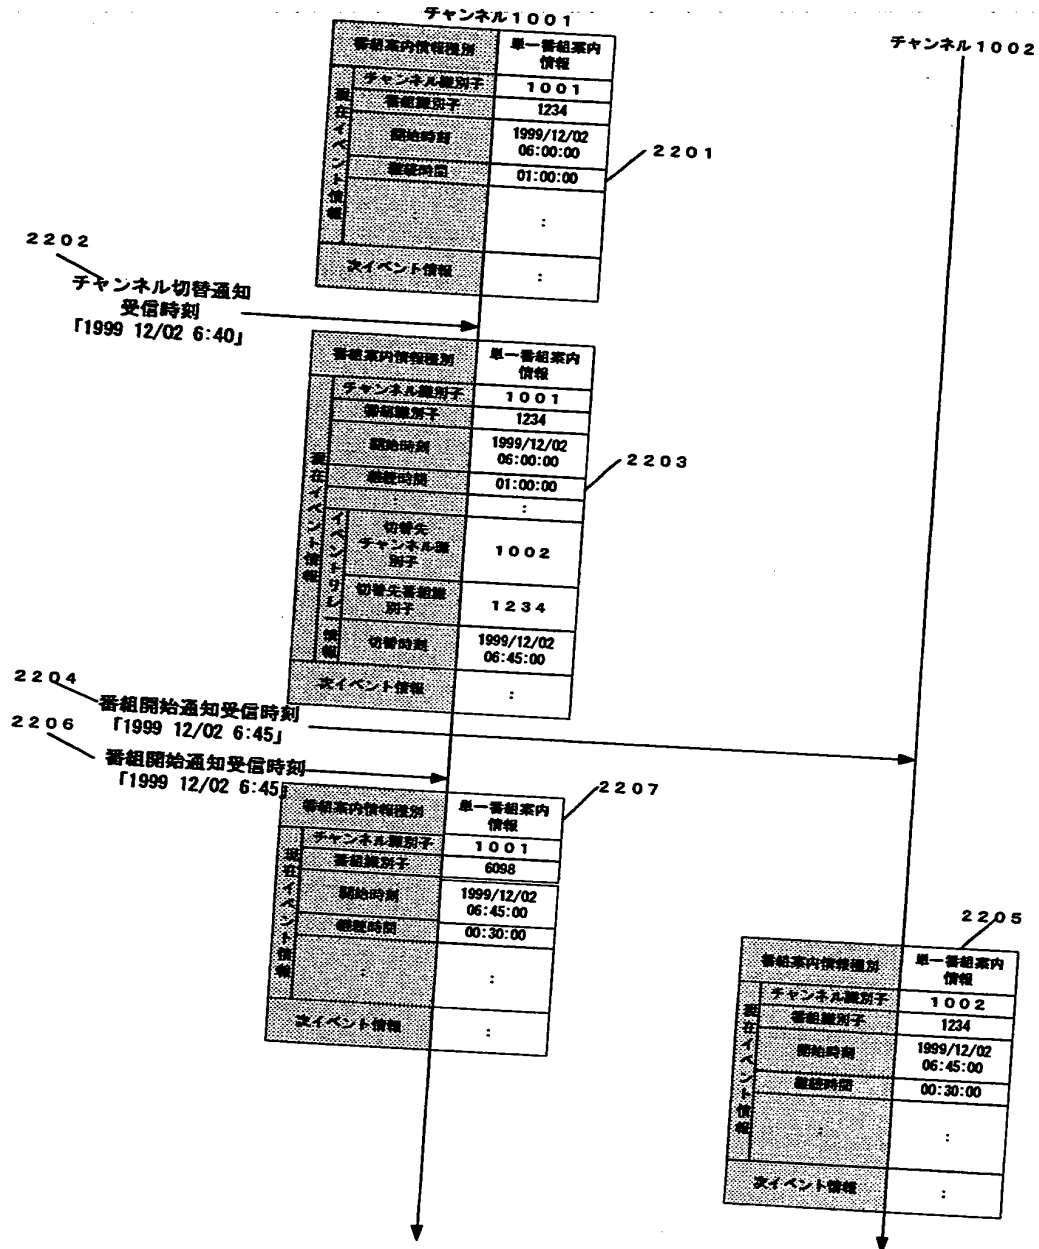 チャンネル1001
チャンネル1002
番組案内情報種別
単一番組案内
情報
現在イベント情報
チャンネル識別子
1001
番組識別子
1234
開始時刻
1999/12/02
06:00:00
継続時間
01:00:00
:
:
次イベント情報
:
2201
2202
チャンネル切替通知
受信時刻
「1999 12/02 6:40」
番組案内情報種別
単一番組案内
情報
現在イベント情報
チャンネル識別子
1001
番組識別子
1234
開始時刻
1999/12/02
06:00:00
継続時間
01:00:00
:
:
イベントリレー情報
切替先
チャンネル識
別子
1002
切替先番組識
別子
1234
切替時刻
1999/12/02
06:45:00
次イベント情報
:
2203
2204
番組開始通知受信時刻
「1999 12/02 6:45」
2206
番組開始通知受信時刻
「1999 12/02 6:45」
2207
番組案内情報種別
単一番組案内
情報
現在イベント情報
チャンネル識別子
1001
番組識別子
6098
開始時刻
1999/12/02
06:45:00
継続時間
00:30:00
:
:
次イベント情報
:
2205
番組案内情報種別
単一番組案内
情報
現在イベント情報
チャンネル識別子
1002
番組識別子
1234
開始時刻
1999/12/02
06:45:00
継続時間
00:30:00
:
:
次イベント情報
: